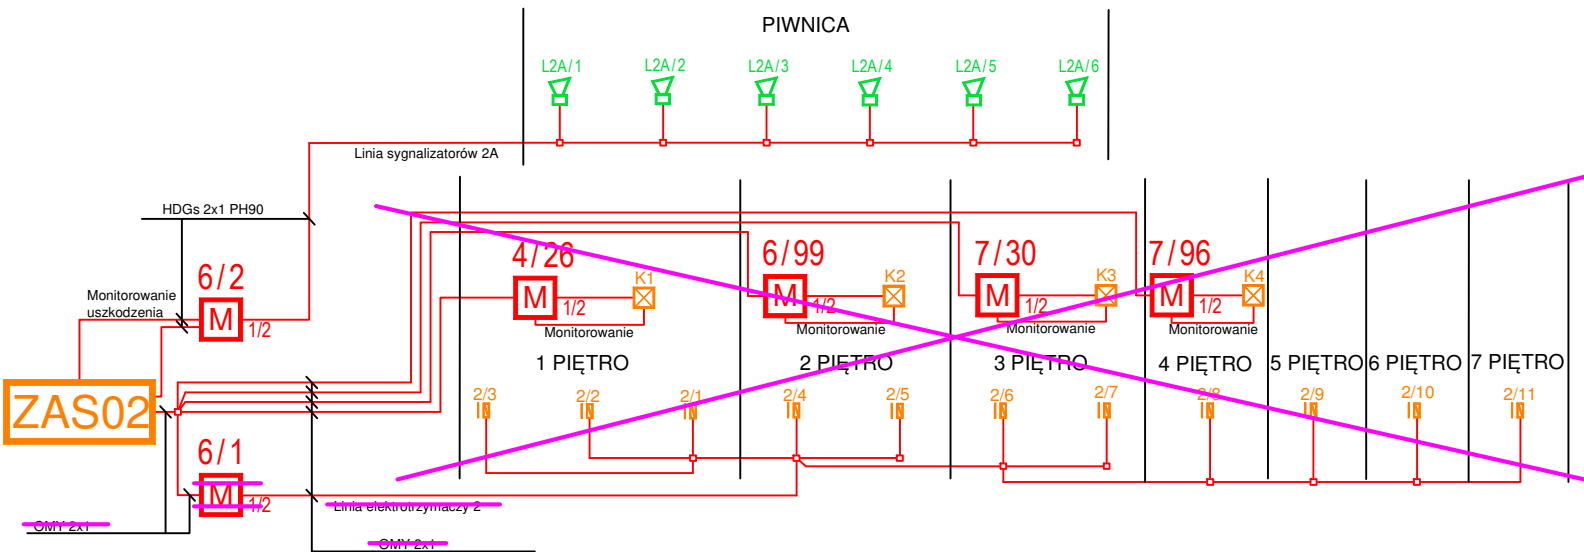 PIWNICA
L2A/1 L2A/2 L2A/3 L2A/4 L2A/5 L2A/6
Linia sygnalizatorów 2A
HDGs 2x1 PH90
4/26 6/99 7/30 7/96
6/2
K1 K2 K3 K4
Monitorowanie
uszkodzenia
M 1/2
M 1/2
M 1/2
M 1/2
M 1/2
Monitorowanie Monitorowanie Monitorowanie Monitorowanie
1 PIĘTRO 2 PIĘTRO 3 PIĘTRO 4 PIĘTRO 5 PIĘTRO 6 PIĘTRO 7 PIĘTRO
ZAS02
2/3 2/2 2/1 2/4 2/5 2/6 2/7 2/8 2/9 2/10 2/11
6/1
M 1/2
Linia elektrotrzymaczy 2
OMY 2x1
OMY 2x1